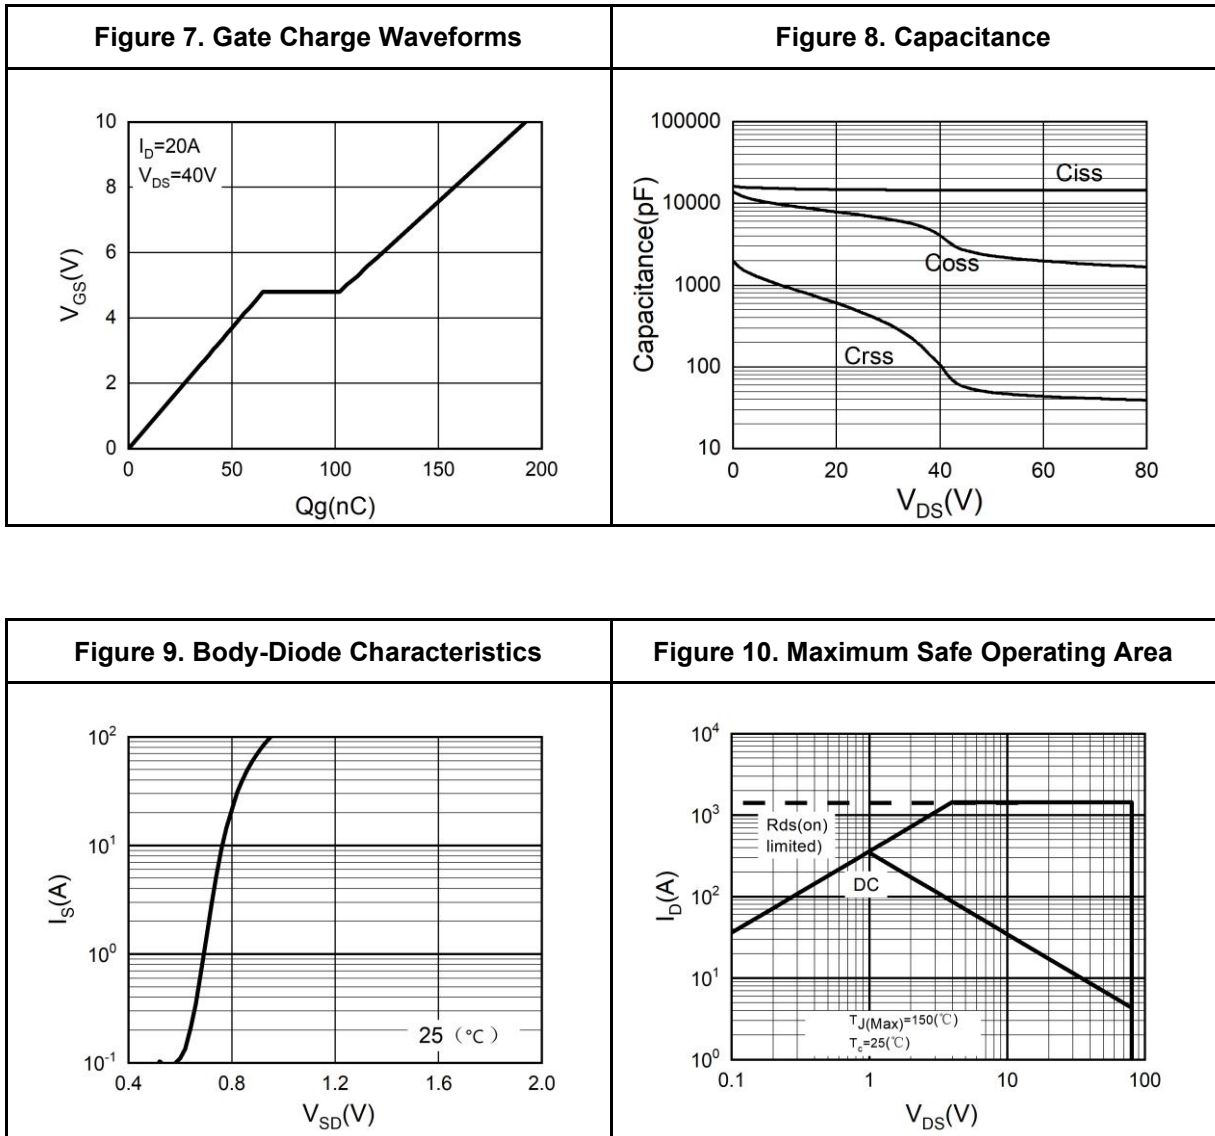 Figure 7. Gate Charge Waveforms
Figure 8. Capacitance
10
8
6
4
2
0
V_GS(V)
I_D=20A
V_DS=40V
0 50 100 150 200
Qg(nC)
100000
10000
1000
100
10
Capacitance(pF)
Ciss
Coss
Crss
0 20 40 60 80
V_DS(V)
Figure 9. Body-Diode Characteristics
Figure 10. Maximum Safe Operating Area
10^2
10^1
10^0
10^-1
I_S(A)
25（℃）
0.4 0.8 1.2 1.6 2.0
V_SD(V)
10^4
10^3
10^2
10^1
10^0
I_D(A)
Rds(on)
limited)
DC
T_J(Max)=150(℃)
T_c=25(℃)
0.1 1 10 100
V_DS(V)